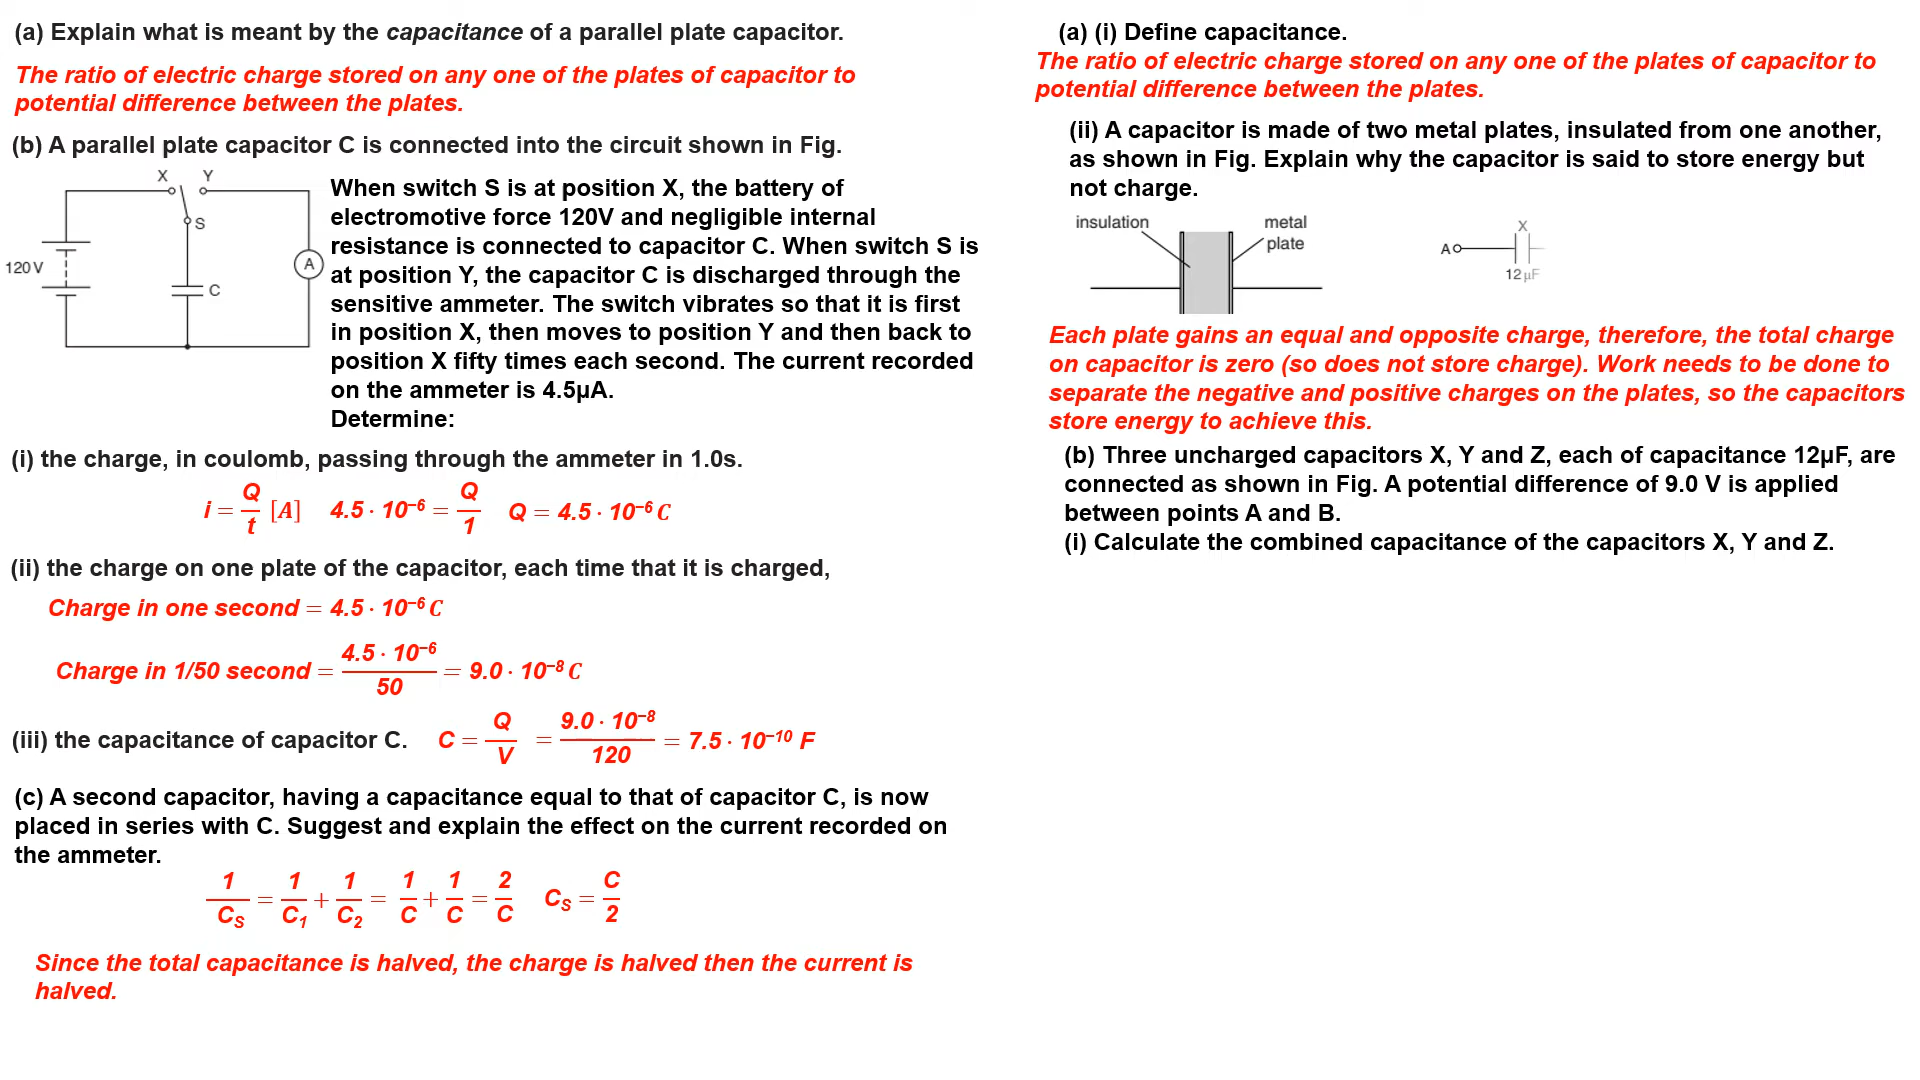 (a) Explain what is meant by the capacitance of a parallel plate capacitor.
The ratio of electric charge stored on any one of the plates of capacitor to
potential difference between the plates.
(b) A parallel plate capacitor C is connected into the circuit shown in Fig.
X Y
S
120 V
A
C
When switch S is at position X, the battery of
electromotive force 120V and negligible internal
resistance is connected to capacitor C. When switch S is
at position Y, the capacitor C is discharged through the
sensitive ammeter. The switch vibrates so that it is first
in position X, then moves to position Y and then back to
position X fifty times each second. The current recorded
on the ammeter is 4.5µA.
Determine:
(i) the charge, in coulomb, passing through the ammeter in 1.0s.
i = Q/t [A] 4.5 · 10⁻⁶ = Q/1 Q = 4.5 · 10⁻⁶ C
(ii) the charge on one plate of the capacitor, each time that it is charged,
Charge in one second = 4.5 · 10⁻⁶ C
Charge in 1/50 second = 4.5 · 10⁻⁶/50 = 9.0 · 10⁻⁸ C
(iii) the capacitance of capacitor C. C = Q/V = 9.0 · 10⁻⁸/120 = 7.5 · 10⁻¹⁰ F
(c) A second capacitor, having a capacitance equal to that of capacitor C, is now
placed in series with C. Suggest and explain the effect on the current recorded on
the ammeter.
1/C_S = 1/C₁ + 1/C₂ = 1/C + 1/C = 2/C C_S = C/2
Since the total capacitance is halved, the charge is halved then the current is
halved.
(a) (i) Define capacitance.
The ratio of electric charge stored on any one of the plates of capacitor to
potential difference between the plates.
(ii) A capacitor is made of two metal plates, insulated from one another,
as shown in Fig. Explain why the capacitor is said to store energy but
not charge.
insulation
metal
plate
X
A
12 µF
Each plate gains an equal and opposite charge, therefore, the total charge
on capacitor is zero (so does not store charge). Work needs to be done to
separate the negative and positive charges on the plates, so the capacitors
store energy to achieve this.
(b) Three uncharged capacitors X, Y and Z, each of capacitance 12µF, are
connected as shown in Fig. A potential difference of 9.0 V is applied
between points A and B.
(i) Calculate the combined capacitance of the capacitors X, Y and Z.